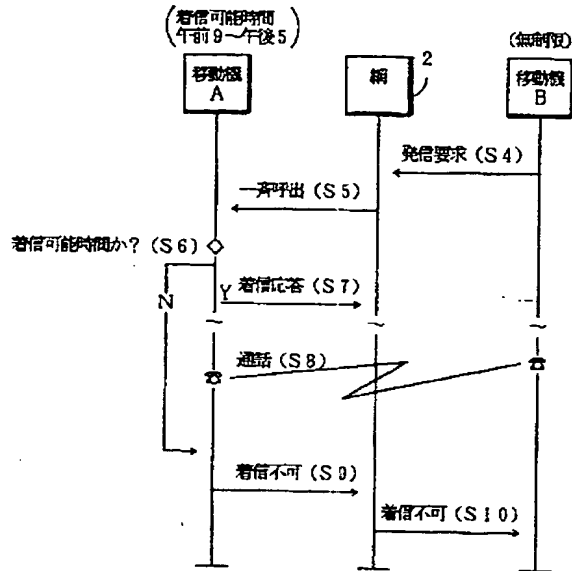 (着信可能時間
午前9～午後5)
(無制限)
移動機
A
網
2
移動機
B
発信要求(S4)
一斉呼出(S5)
着信可能時間か?(S6)
N
Y
着信応答(S7)
~
~
~
通話(S8)
着信不可(S9)
着信不可(S10)